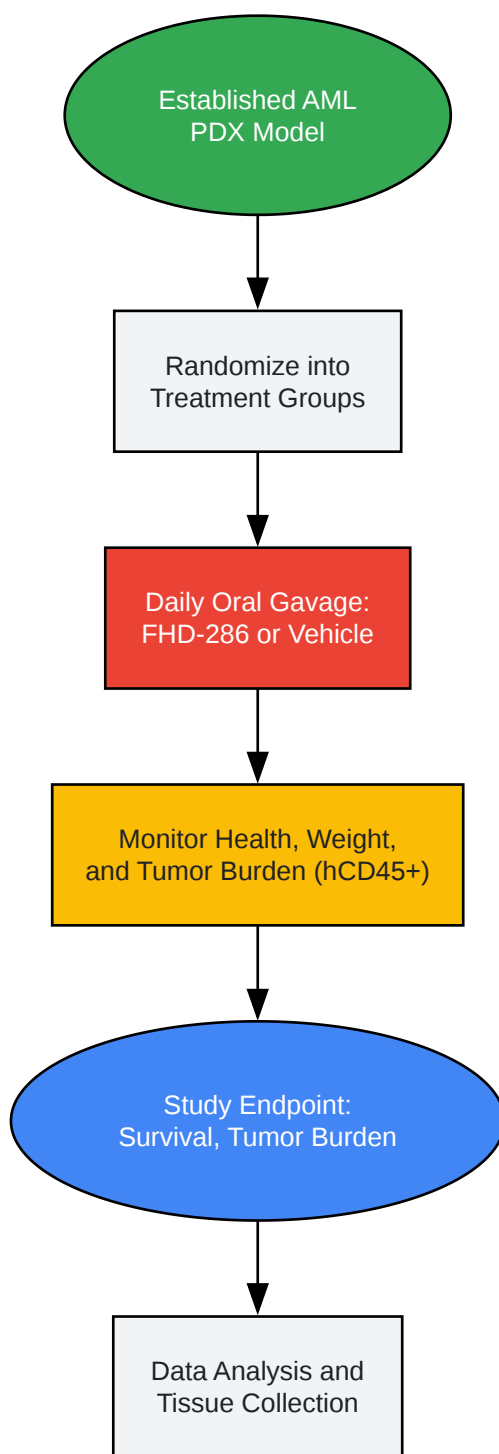 Established AML
PDX Model
Randomize into
Treatment Groups
Daily Oral Gavage:
FHD-286 or Vehicle
Monitor Health, Weight,
and Tumor Burden (hCD45+)
Study Endpoint:
Survival, Tumor Burden
Data Analysis and
Tissue Collection